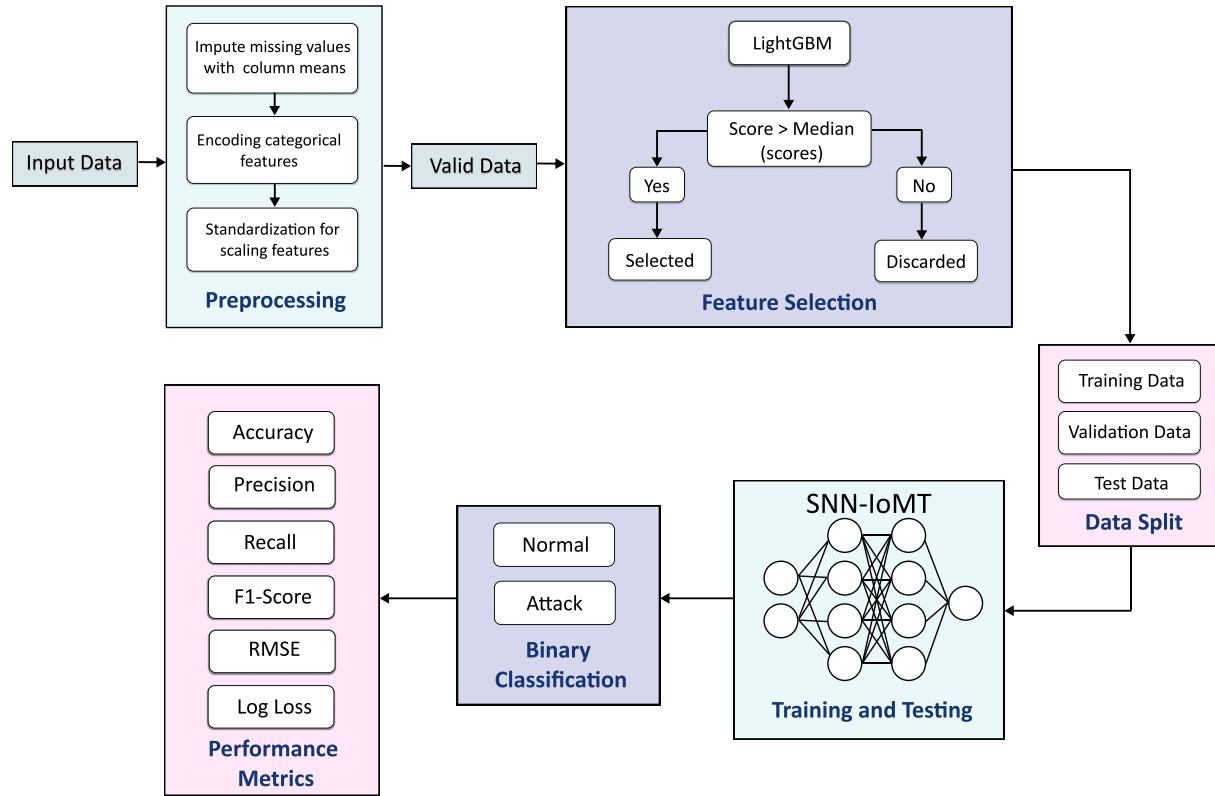 Input Data
Impute missing values
with column means
Encoding categorical
features
Standardization for
scaling features
Preprocessing
Valid Data
LightGBM
Score > Median
(scores)
Yes
No
Selected
Discarded
Feature Selection
Training Data
Validation Data
Test Data
Data Split
SNN-IoMT
Training and Testing
Normal
Attack
Binary
Classification
Accuracy
Precision
Recall
F1-Score
RMSE
Log Loss
Performance
Metrics